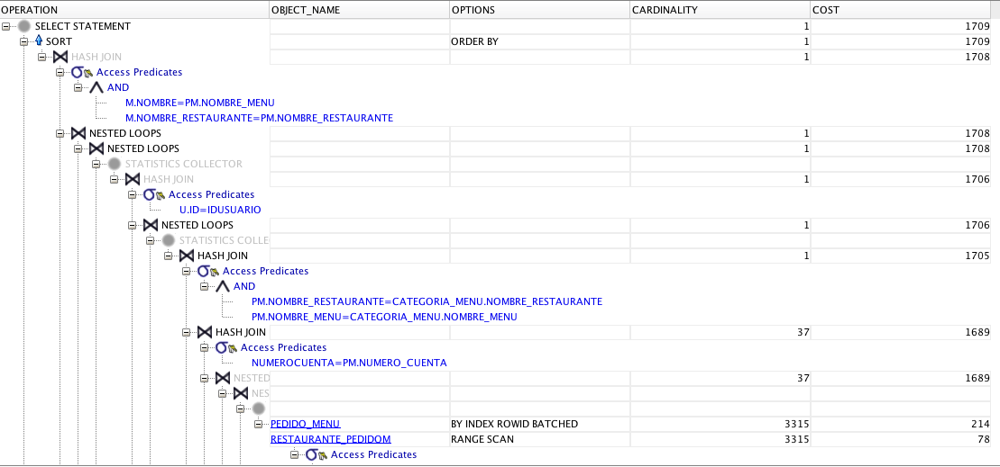 OPERATION OBJECT_NAME OPTIONS CARDINALITY COST
SELECT STATEMENT 1 1709
SORT ORDER BY 1 1709
HASH JOIN 1 1708
Access Predicates
AND
M.NOMBRE=PM.NOMBRE_MENU
M.NOMBRE_RESTAURANTE=PM.NOMBRE_RESTAURANTE
NESTED LOOPS 1 1708
NESTED LOOPS 1 1708
STATISTICS COLLECTOR
HASH JOIN 1 1706
Access Predicates
U.ID=IDUSUARIO
NESTED LOOPS 1 1706
STATISTICS COLLE
HASH JOIN 1 1705
Access Predicates
AND
PM.NOMBRE_RESTAURANTE=CATEGORIA_MENU.NOMBRE_RESTAURANTE
PM.NOMBRE_MENU=CATEGORIA_MENU.NOMBRE_MENU
HASH JOIN 37 1689
Access Predicates
NUMEROCUENTA=PM.NUMERO_CUENTA
NESTED 37 1689
NES
PEDIDO_MENU BY INDEX ROWID BATCHED 3315 214
RESTAURANTE_PEDIDOM RANGE SCAN 3315 78
Access Predicates